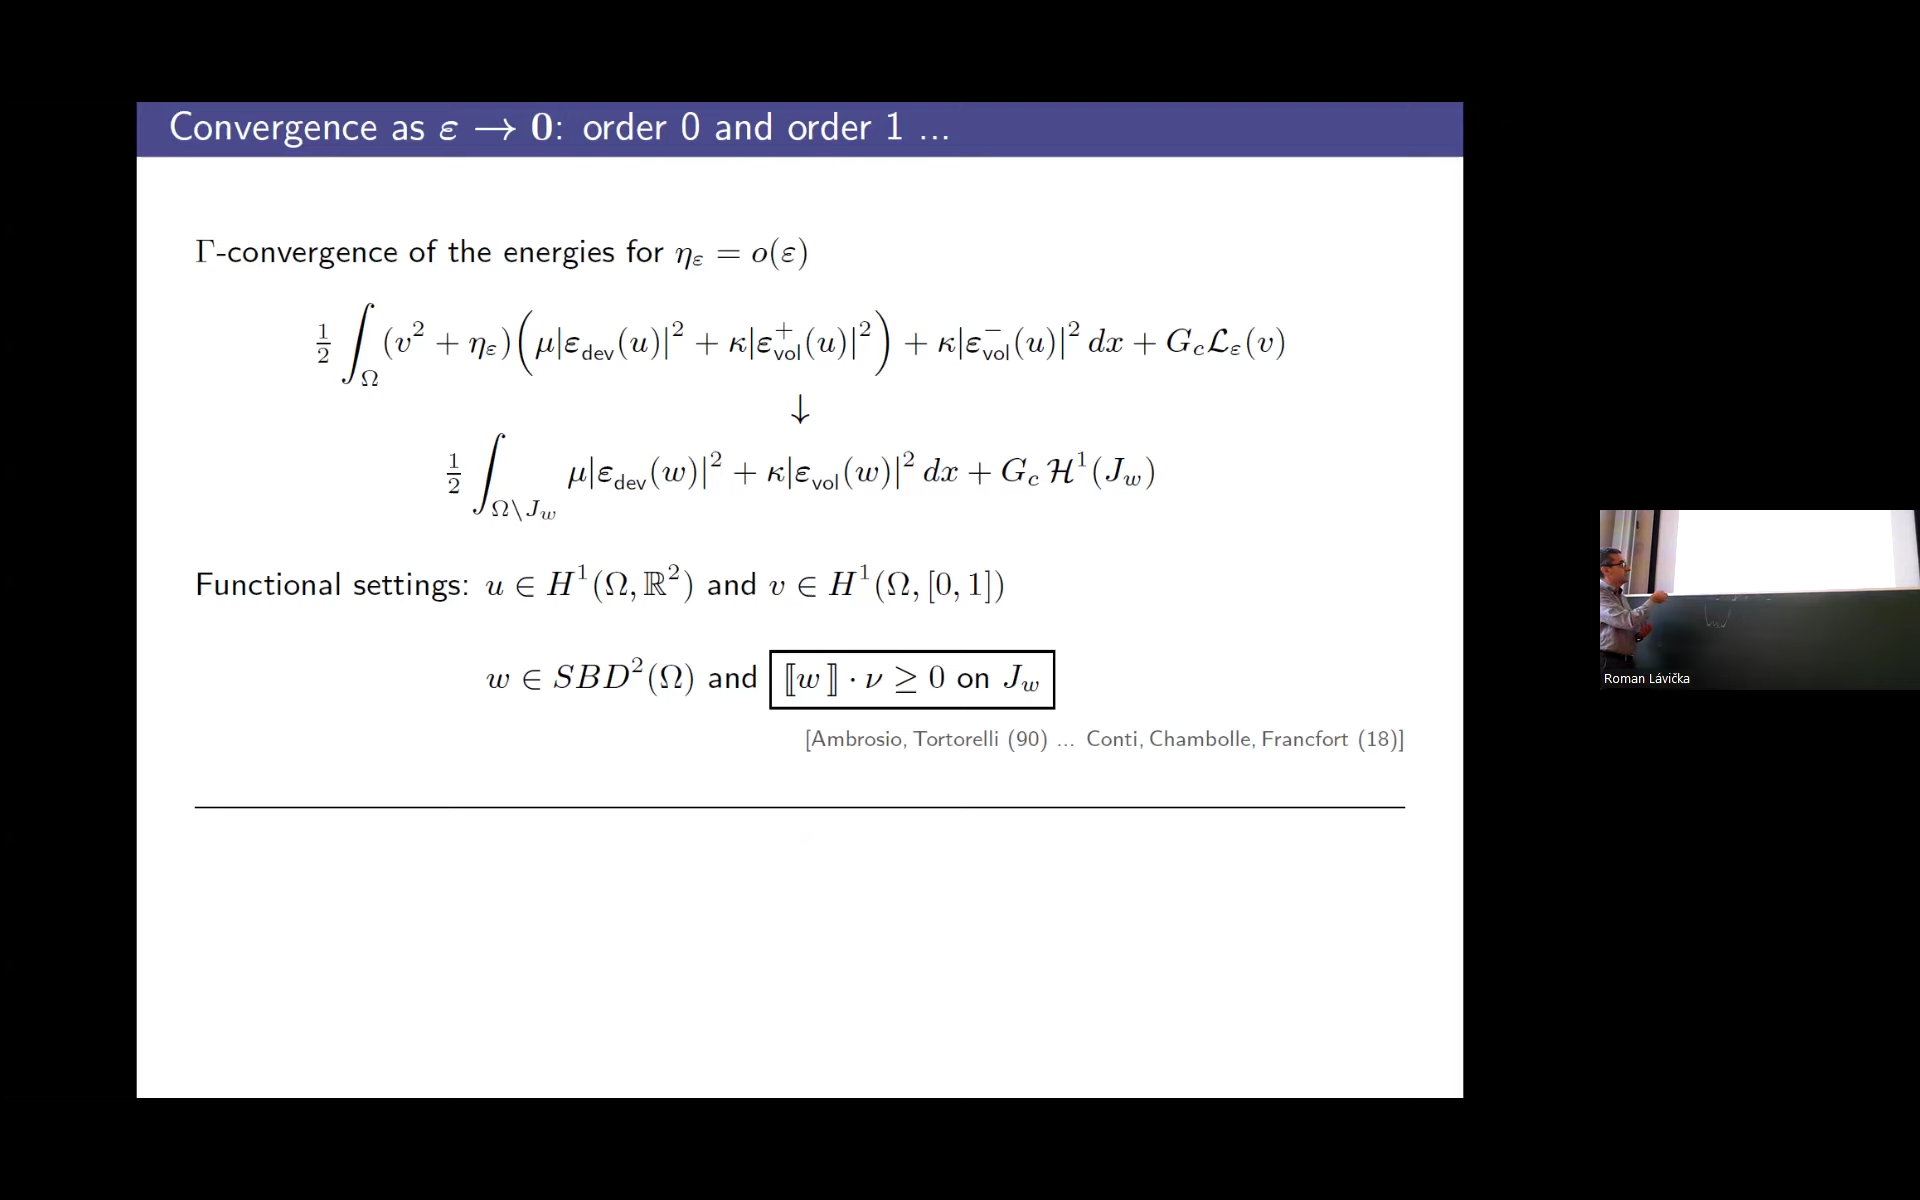 Convergence as ε → 0: order 0 and order 1 ...
Γ-convergence of the energies for η_ε = o(ε)
½ ∫_Ω (v² + η_ε)(μ|ε_dev(u)|² + κ|ε⁺_vol(u)|²) + κ|ε⁻_vol(u)|² dx + G_c 𝓛_ε(v)
↓
½ ∫_{Ω\J_w} μ|ε_dev(w)|² + κ|ε_vol(w)|² dx + G_c 𝓗¹(J_w)
Functional settings: u ∈ H¹(Ω, ℝ²) and v ∈ H¹(Ω, [0, 1])
w ∈ SBD²(Ω) and ⟦w⟧ · ν ≥ 0 on J_w
[Ambrosio, Tortorelli (90) ... Conti, Chambolle, Francfort (18)]
Roman Lávička